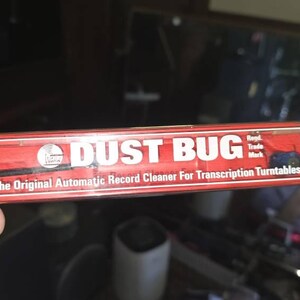 DUST BUG
Regd.
Trade
Mark
The Original Automatic Record Cleaner For Transcription Turntables